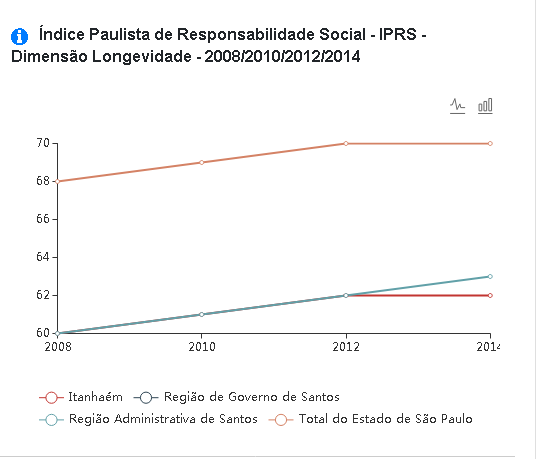 Índice Paulista de Responsabilidade Social - IPRS -
Dimensão Longevidade - 2008/2010/2012/2014
70
68
66
64
62
60
2008 2010 2012 2014
Itanhaém Região de Governo de Santos
Região Administrativa de Santos Total do Estado de São Paulo